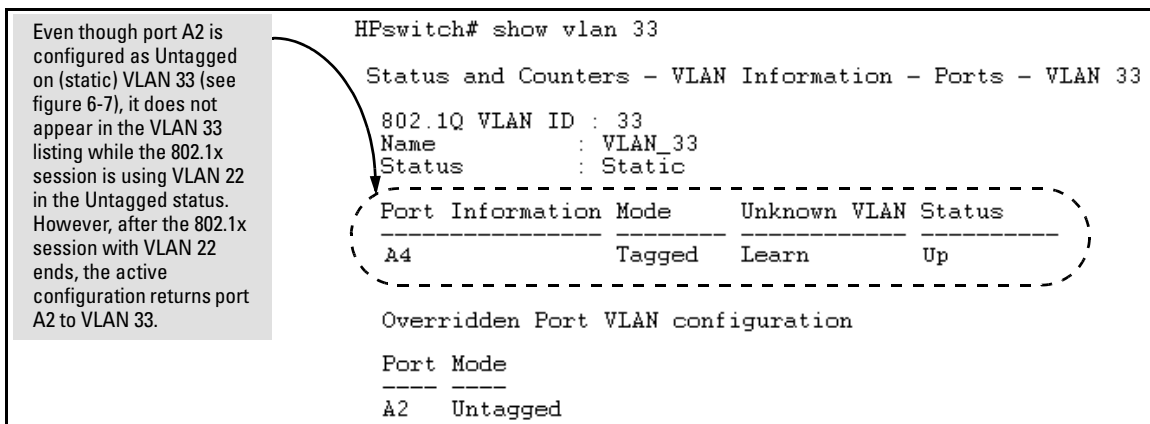 Even though port A2 is
configured as Untagged
on (static) VLAN 33 (see
figure 6-7), it does not
appear in the VLAN 33
listing while the 802.1x
session is using VLAN 22
in the Untagged status.
However, after the 802.1x
session with VLAN 22
ends, the active
configuration returns port
A2 to VLAN 33.
HPswitch# show vlan 33
Status and Counters - VLAN Information - Ports - VLAN 33
802.1Q VLAN ID : 33
Name : VLAN_33
Status : Static
Port Information Mode Unknown VLAN Status
---------------- -------- ------------ ----------
A4 Tagged Learn Up
Overridden Port VLAN configuration
Port Mode
---- ----
A2 Untagged